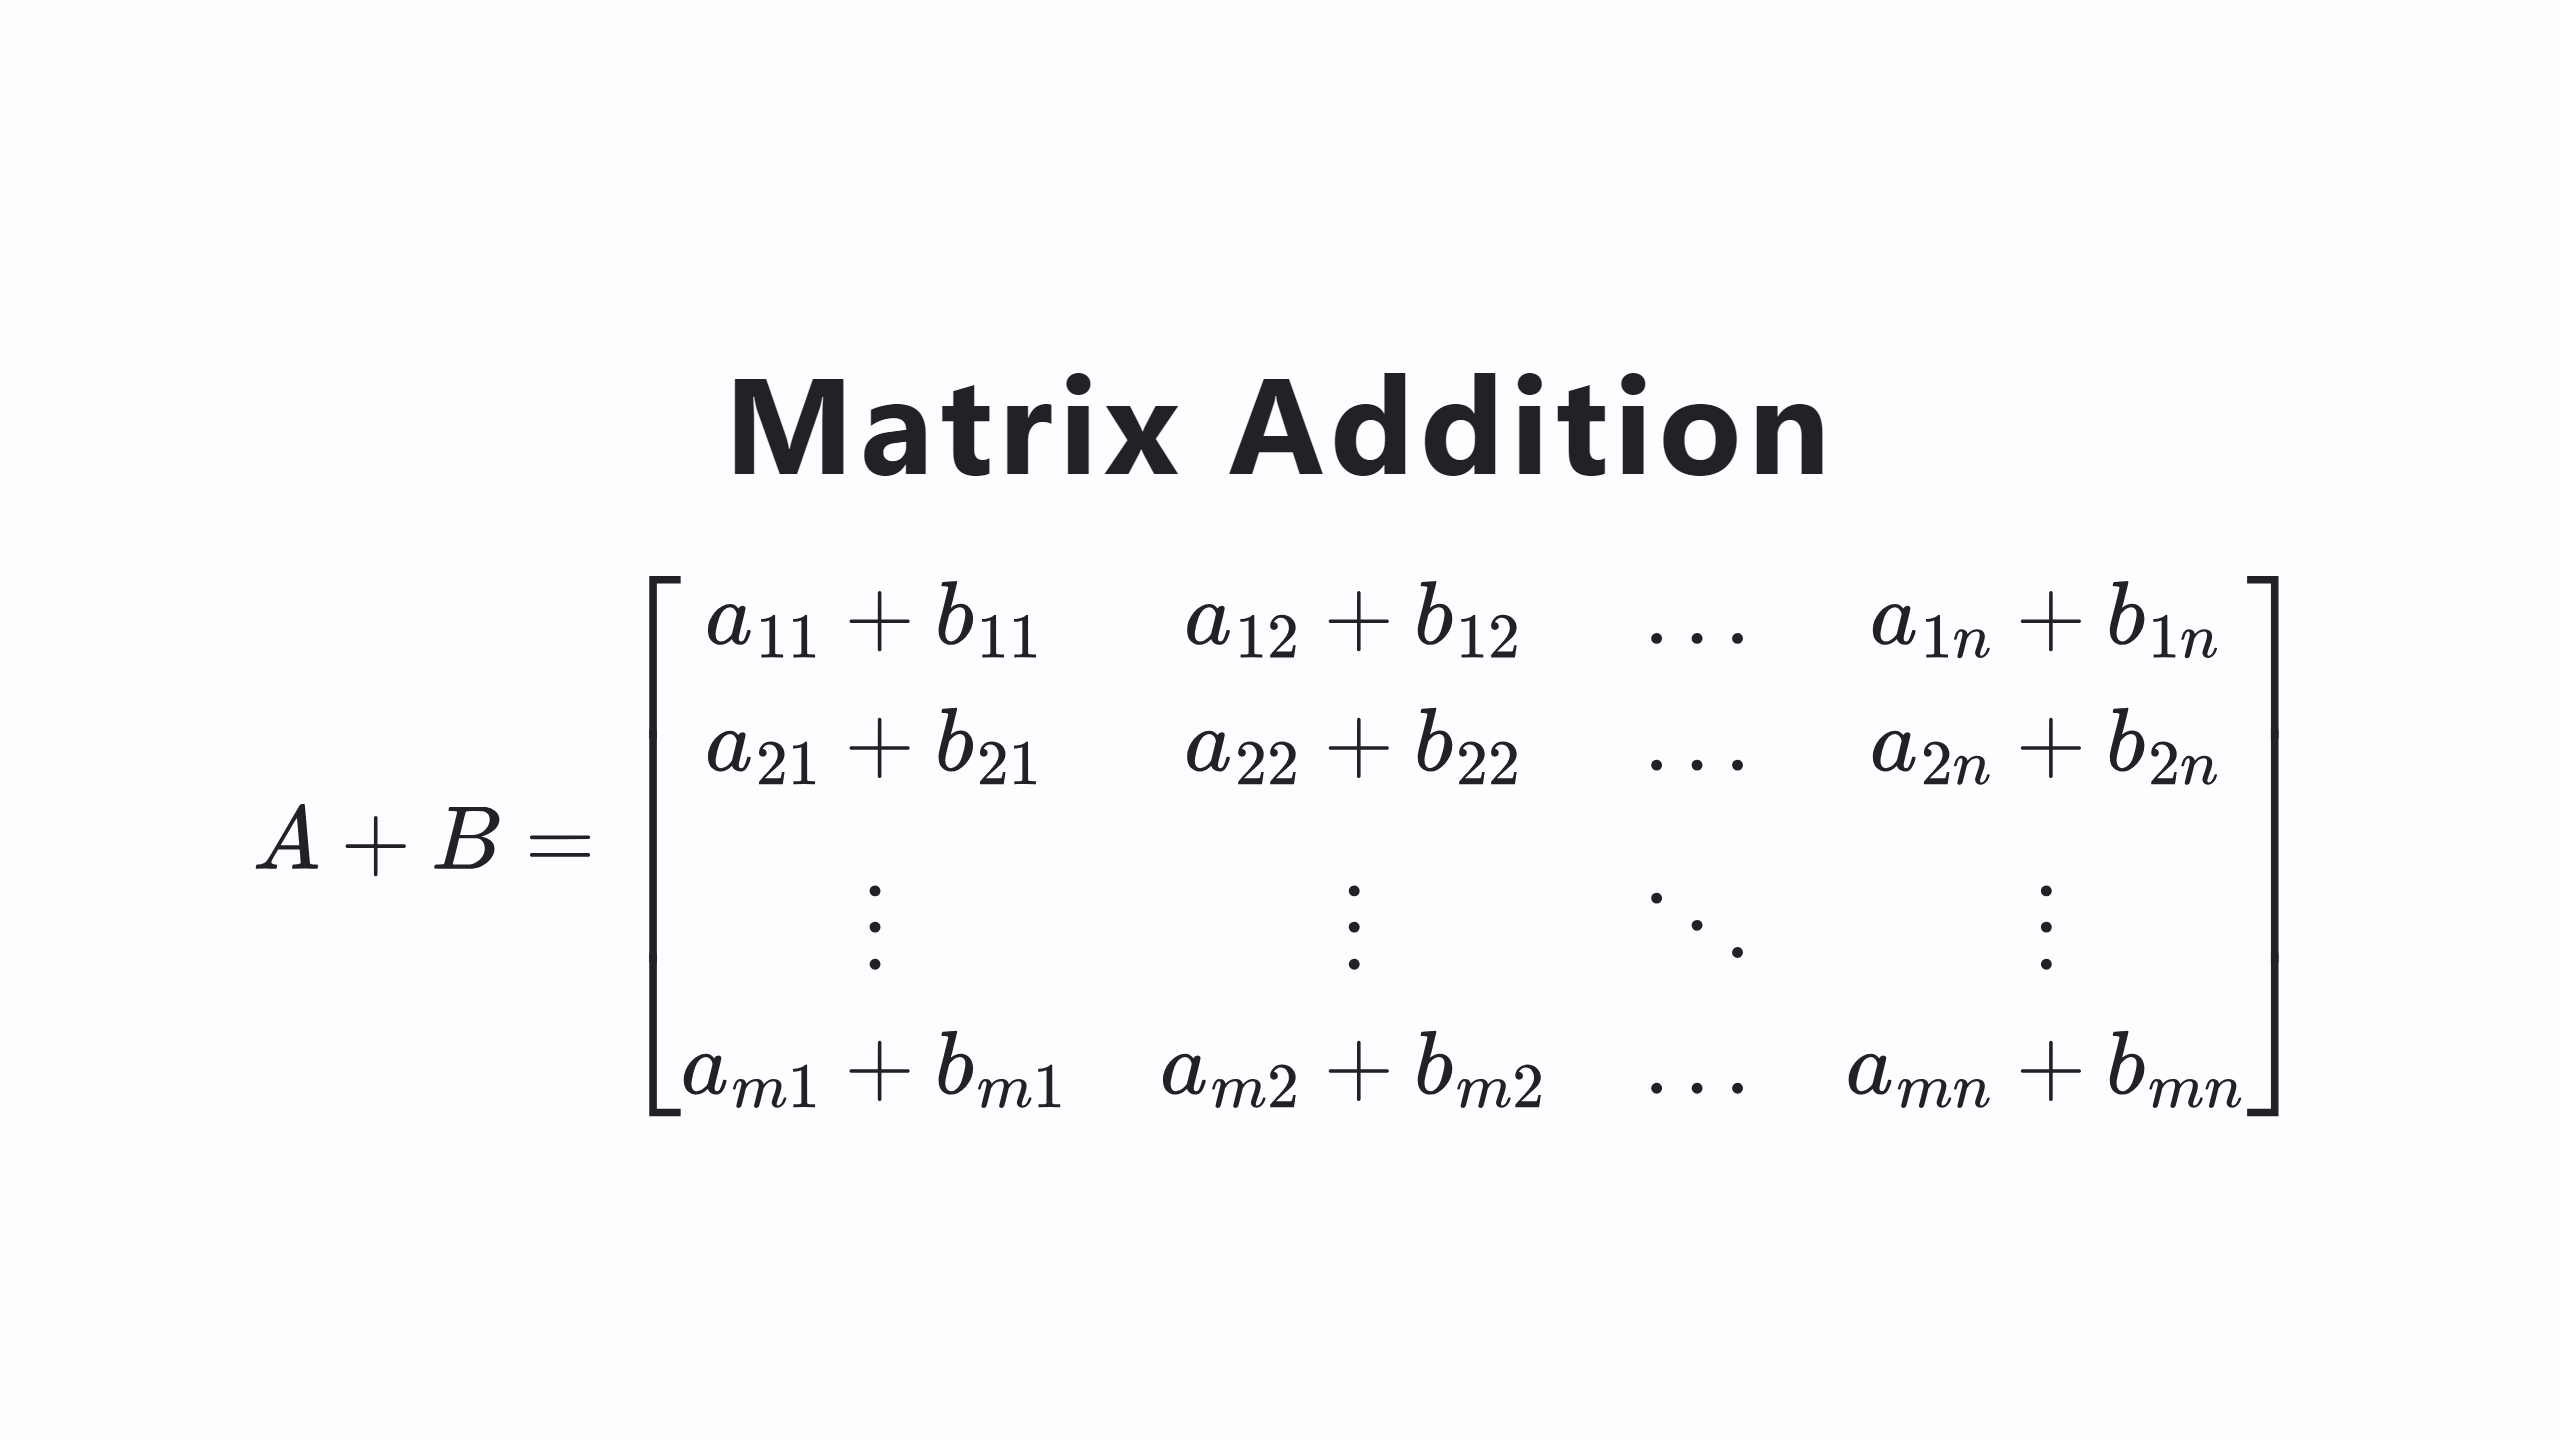 Matrix Addition
A + B = [
a₁₁ + b₁₁ a₁₂ + b₁₂ … a₁ₙ + b₁ₙ
a₂₁ + b₂₁ a₂₂ + b₂₂ … a₂ₙ + b₂ₙ
⋮ ⋮ ⋱ ⋮
aₘ₁ + bₘ₁ aₘ₂ + bₘ₂ … aₘₙ + bₘₙ ]